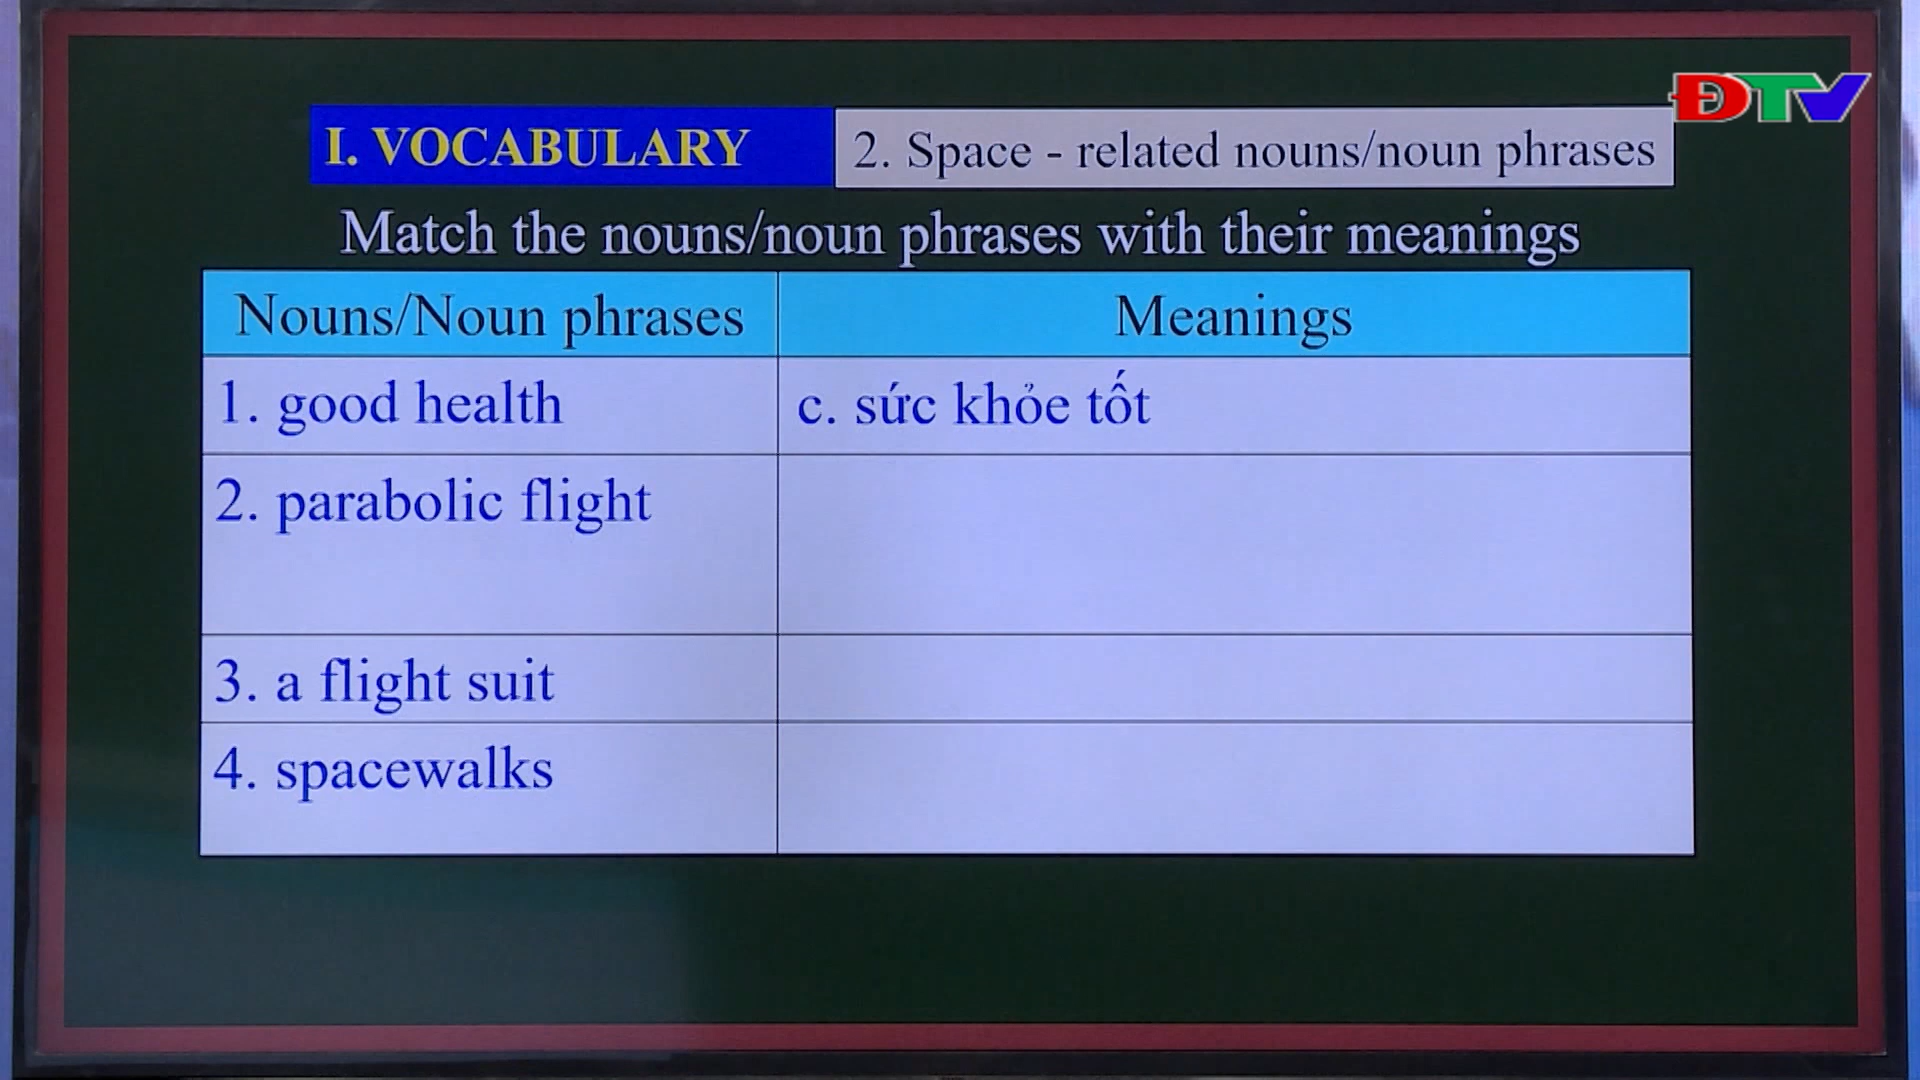 ĐTV
I. VOCABULARY
2. Space - related nouns/noun phrases
Match the nouns/noun phrases with their meanings
Nouns/Noun phrases
Meanings
1. good health
c. sức khỏe tốt
2. parabolic flight
3. a flight suit
4. spacewalks